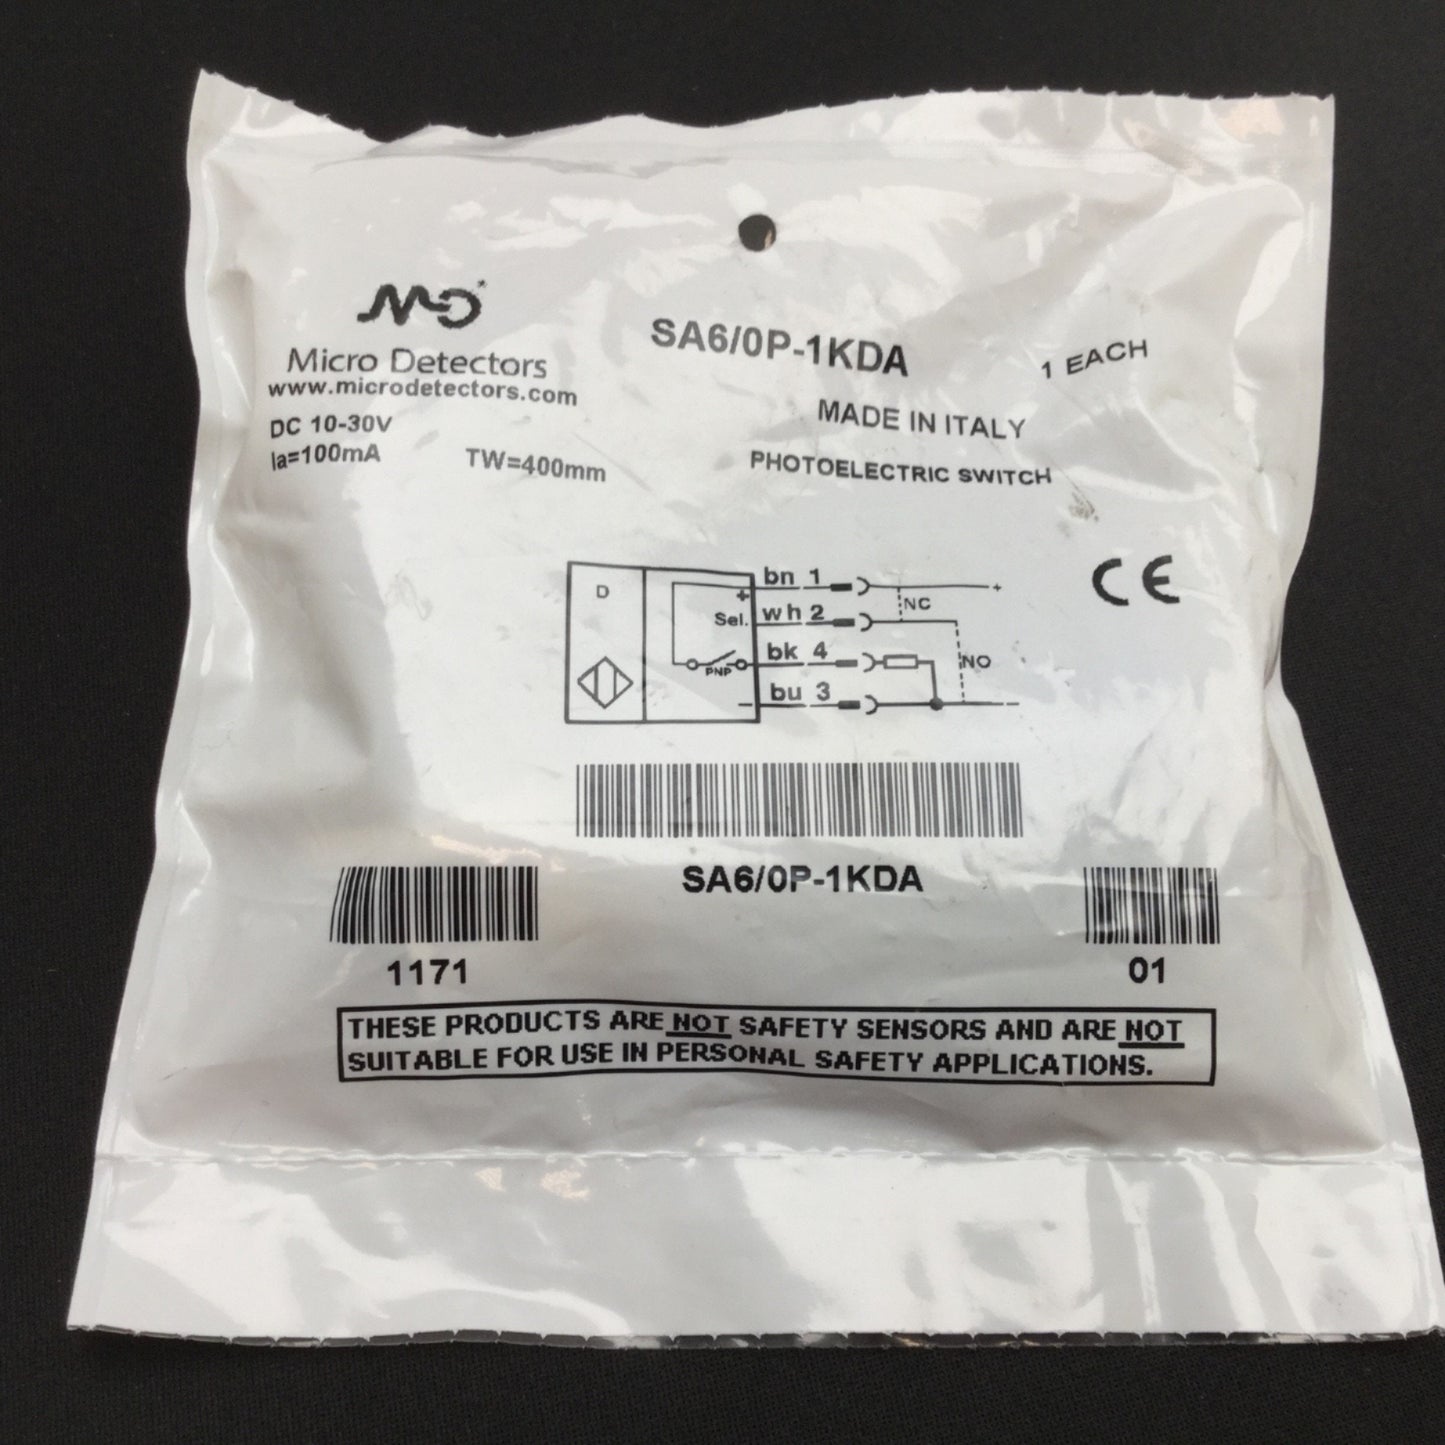 MD
Micro Detectors
www.microdetectors.com
DC 10-30V
Ia=100mA
TW=400mm
SA6/0P-1KDA
1 EACH
MADE IN ITALY
PHOTOELECTRIC SWITCH
D
bn 1
+
+
NC
Sel.
wh 2
bk 4
PNP
NO
bu 3
-
-
CE
SA6/0P-1KDA
1171
01
THESE PRODUCTS ARE NOT SAFETY SENSORS AND ARE NOT
SUITABLE FOR USE IN PERSONAL SAFETY APPLICATIONS.